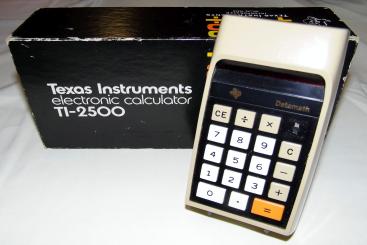 Texas Instruments
electronic calculator
TI-2500
Datamath
CE ÷ ×
7 8 9 C
4 5 6 −
1 2 3 +
0 . =